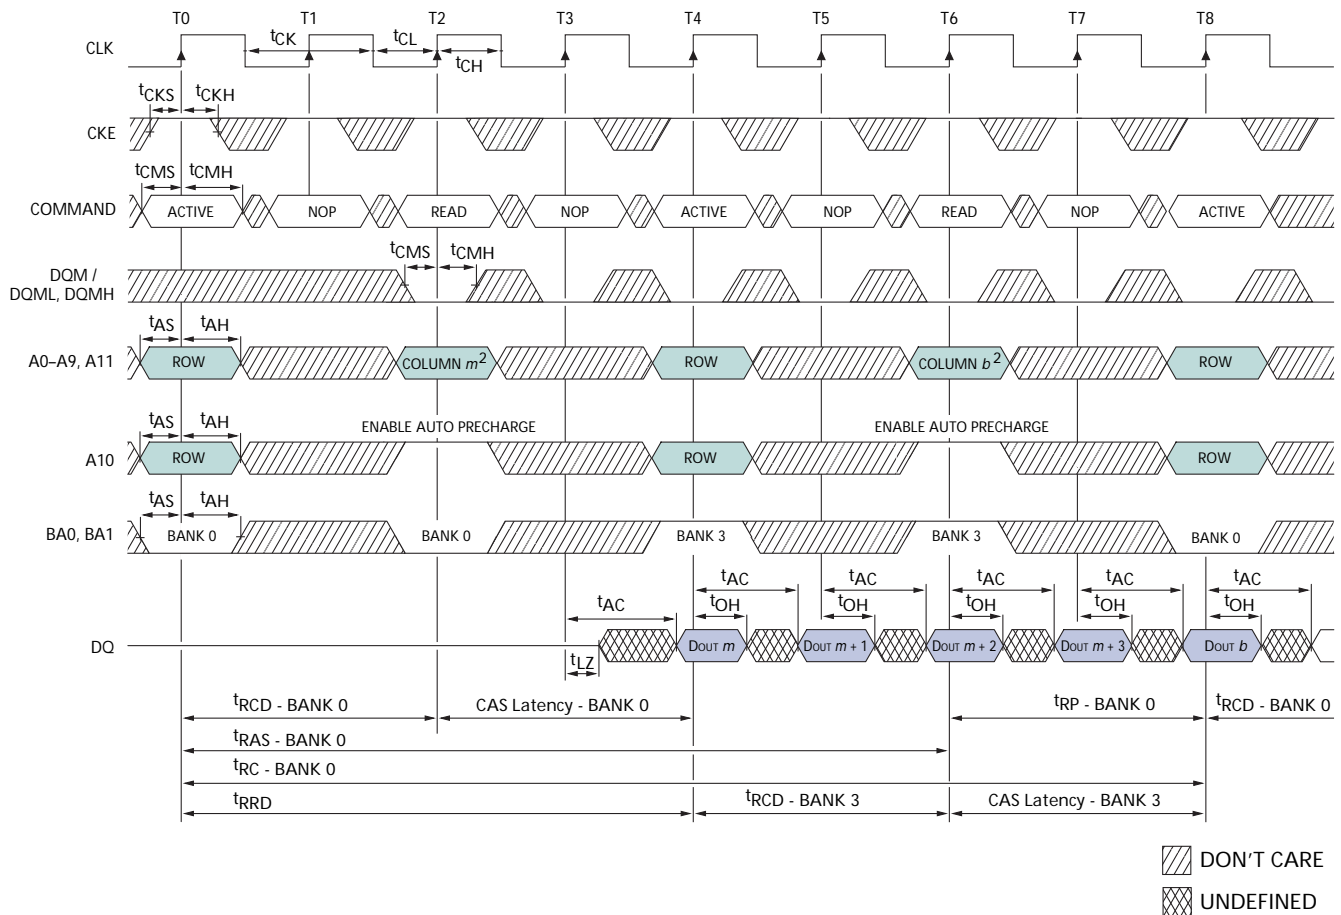 T0 T1 T2 T3 T4 T5 T6 T7 T8
CLK
tCK tCL
tCH
tCKS tCKH
CKE
tCMS tCMH
COMMAND ACTIVE NOP READ NOP ACTIVE NOP READ NOP ACTIVE
tCMS tCMH
DQM /
DQML, DQMH
tAS tAH
A0–A9, A11 ROW COLUMN m2 ROW COLUMN b2 ROW
tAS tAH ENABLE AUTO PRECHARGE ENABLE AUTO PRECHARGE
A10 ROW ROW ROW
tAS tAH
BA0, BA1 BANK 0 BANK 0 BANK 3 BANK 3 BANK 0
tAC tAC tAC tAC tAC tAC
tOH tOH tOH tOH tOH
DQ DOUT m DOUT m + 1 DOUT m + 2 DOUT m + 3 DOUT b
tLZ
tRCD - BANK 0 CAS Latency - BANK 0 tRP - BANK 0 tRCD - BANK 0
tRAS - BANK 0
tRC - BANK 0
tRRD tRCD - BANK 3 CAS Latency - BANK 3
DON'T CARE
UNDEFINED